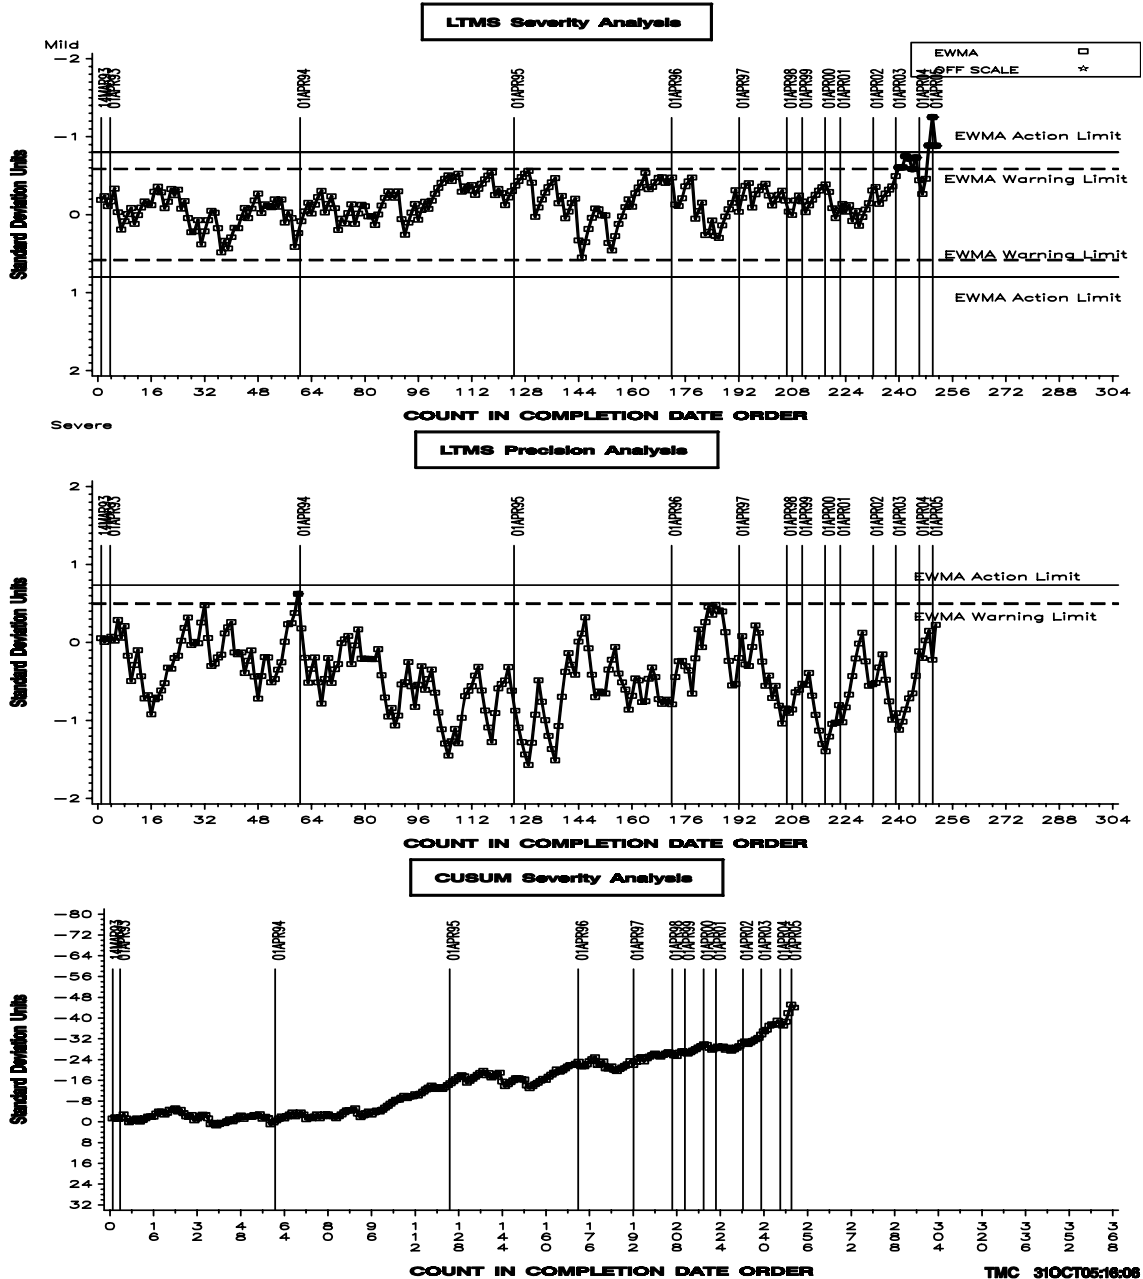 LTMS Severity Analysis
Mild
EWMA
OFF SCALE
-2
-1
0
1
2
14MAR93
01APR93
01APR94
01APR95
01APR96
01APR97
01APR98
01APR99
01APR00
01APR01
01APR02
01APR03
01APR04
01APR05
EWMA Action Limit
EWMA Warning Limit
EWMA Warning Limit
EWMA Action Limit
Standard Deviation Units
0 16 32 48 64 80 96 112 128 144 160 176 192 208 224 240 256 272 288 304
COUNT IN COMPLETION DATE ORDER
Severe
LTMS Precision Analysis
2
1
0
-1
-2
14MAR93
01APR93
01APR94
01APR95
01APR96
01APR97
01APR98
01APR99
01APR00
01APR01
01APR02
01APR03
01APR04
01APR05
EWMA Action Limit
EWMA Warning Limit
Standard Deviation Units
0 16 32 48 64 80 96 112 128 144 160 176 192 208 224 240 256 272 288 304
COUNT IN COMPLETION DATE ORDER
CUSUM Severity Analysis
-80
-72
-64
-56
-48
-40
-32
-24
-16
-8
0
8
16
24
32
14MAR93
01APR93
01APR94
01APR95
01APR96
01APR97
01APR98
01APR99
01APR00
01APR01
01APR02
01APR03
01APR04
01APR05
Standard Deviation Units
0 16 32 48 64 80 96 112 128 144 160 176 192 208 224 240 256 272 288 304 320 336 352 368
COUNT IN COMPLETION DATE ORDER
TMC 31OCT05:16:06